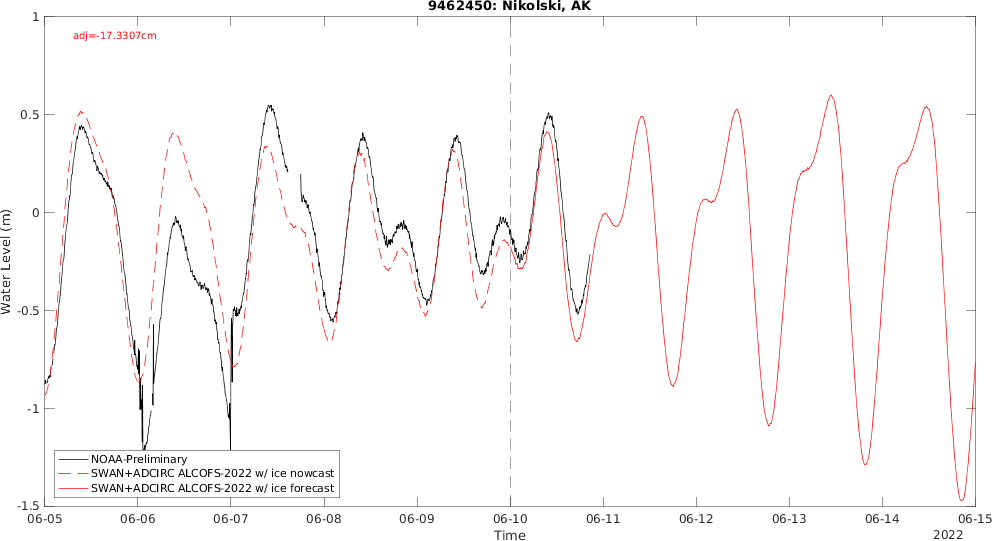 9462450: Nikolski, AK
adj=-17.3307cm
1
0.5
0
-0.5
-1
-1.5
Water Level (m)
NOAA-Preliminary
SWAN+ADCIRC ALCOFS-2022 w/ ice nowcast
SWAN+ADCIRC ALCOFS-2022 w/ ice forecast
06-05 06-06 06-07 06-08 06-09 06-10 06-11 06-12 06-13 06-14 06-15
Time
2022